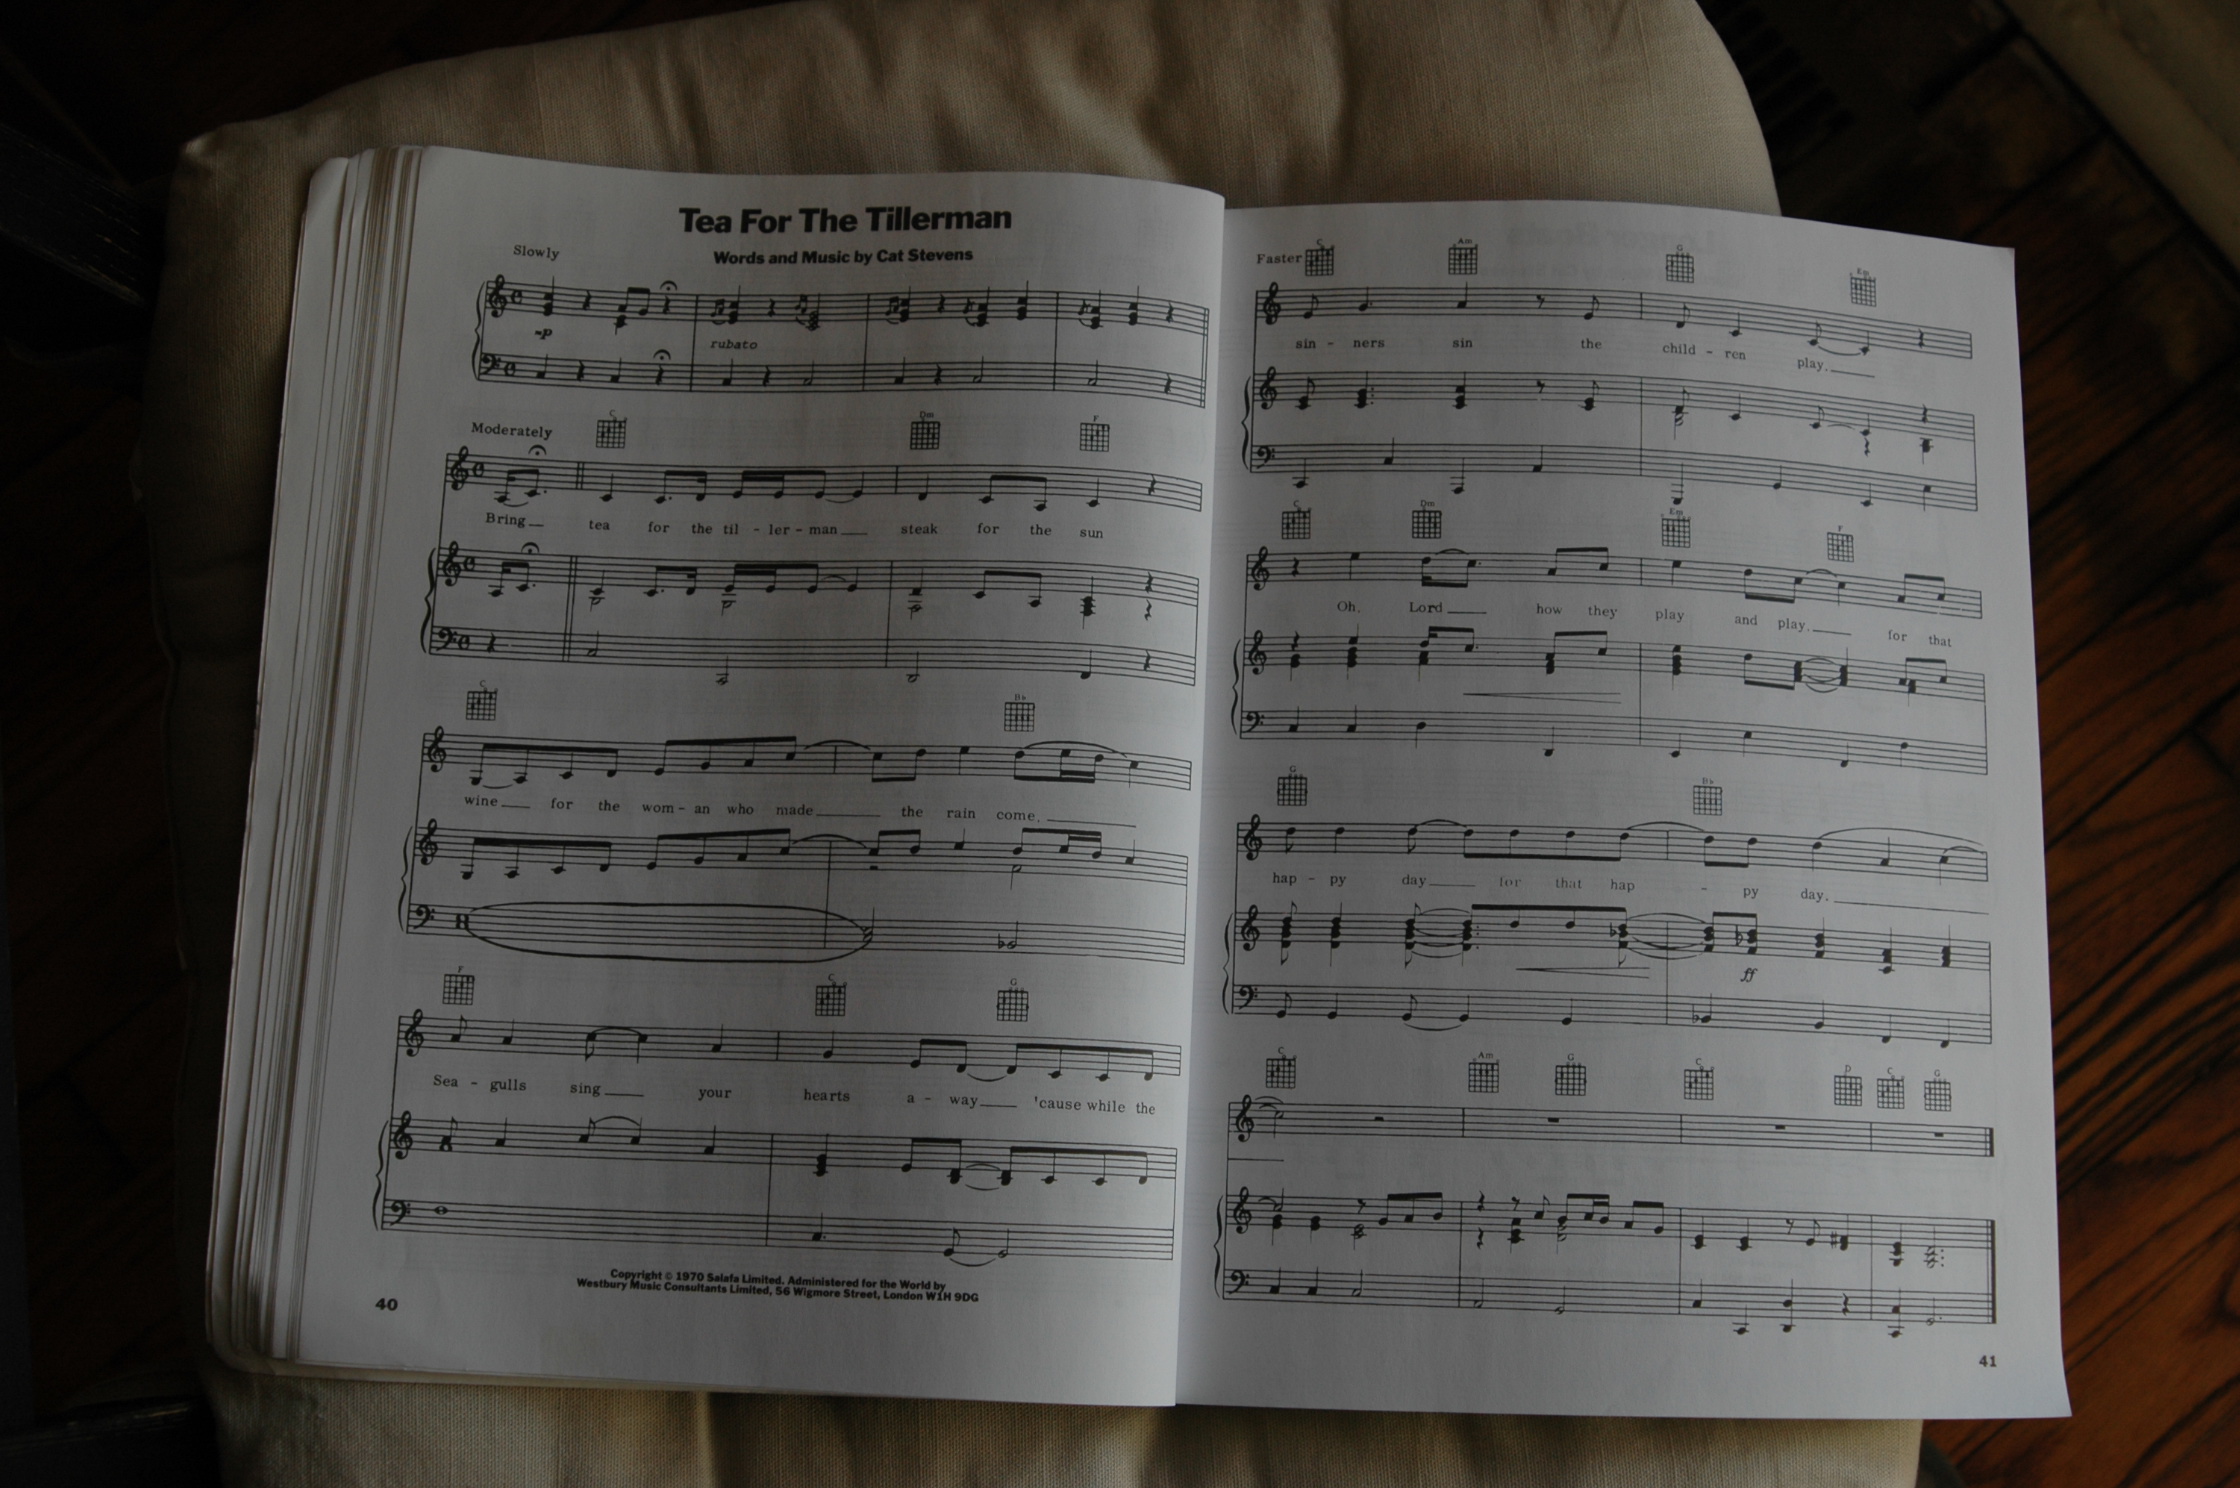 Tea For The Tillerman
Words and Music by Cat Stevens
Slowly
p
rubato
Moderately
C Dm F
Bring tea for the til - ler - man steak for the sun
C B♭
wine for the wom - an who made the rain come.
F C G
Sea - gulls sing your hearts a - way 'cause while the
Copyright © 1970 Salafa Limited. Administered for the World by
Westbury Music Consultants Limited, 56 Wigmore Street, London W1H 9DG
40
Faster C Am G Em
sin - ners sin the child - ren play.
C Dm Em F
Oh, Lord how they play and play. for that
G B♭
hap - py day for that hap - py day.
ff
C Am G C D C G
41